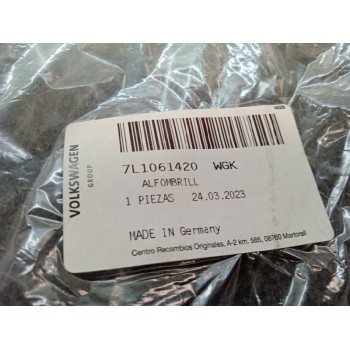 VOLKSWAGEN
GROUP
7L1061420 WGK
ALFOMBRILL
1 PIEZAS 24.03.2023
MADE IN Germany
Centro Recambios Originales, A-2 km. 585, 08760 Martorell